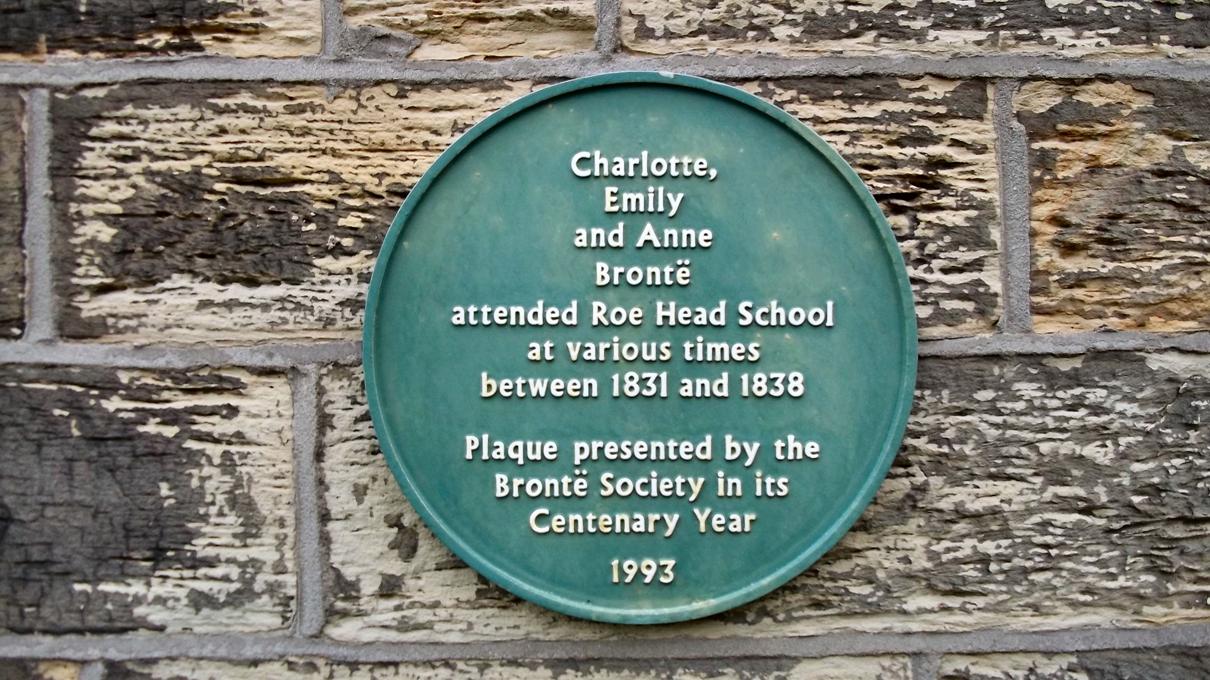 Charlotte,
Emily
and Anne
Brontë
attended Roe Head School
at various times
between 1831 and 1838
Plaque presented by the
Brontë Society in its
Centenary Year
1993